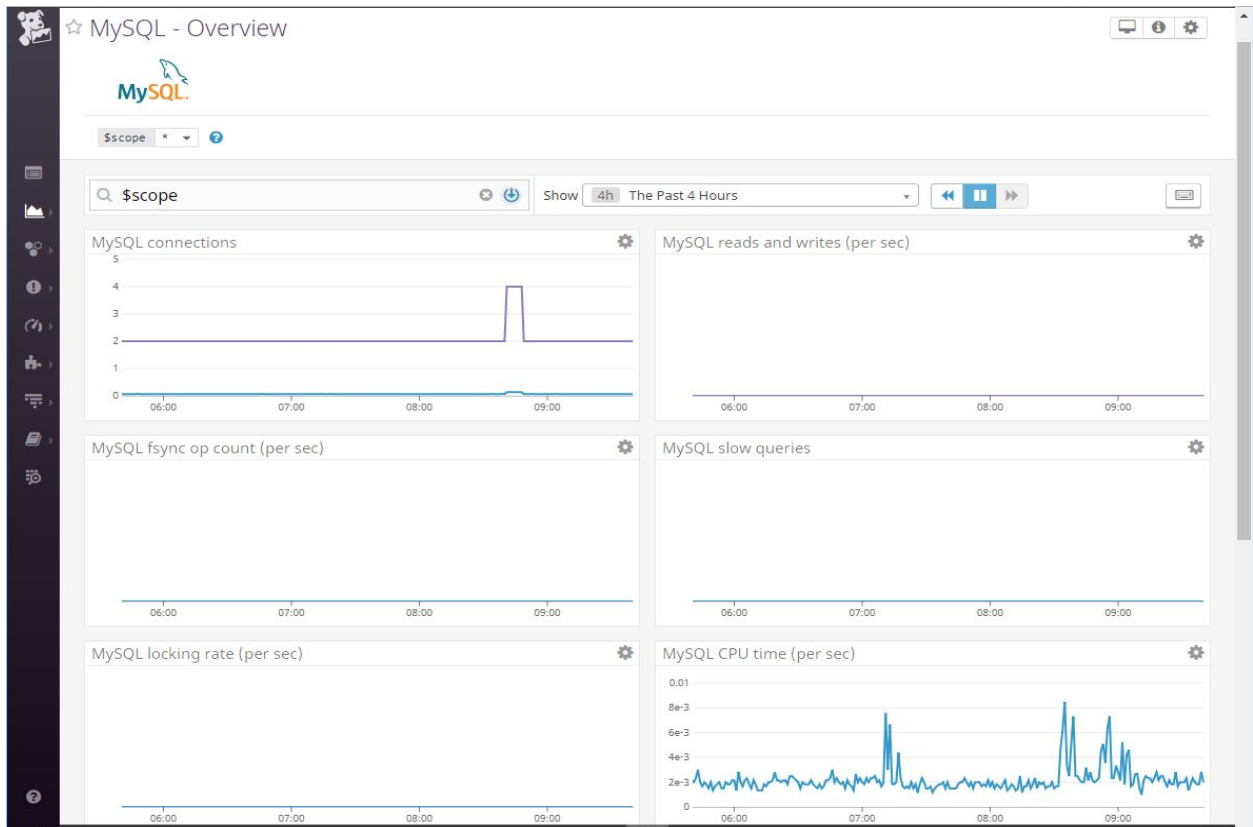 MySQL - Overview
MySQL
$scope * 
$scope
Show 4h The Past 4 Hours
MySQL connections
5
4
3
2
1
0
06:00 07:00 08:00 09:00
MySQL reads and writes (per sec)
06:00 07:00 08:00 09:00
MySQL fsync op count (per sec)
06:00 07:00 08:00 09:00
MySQL slow queries
06:00 07:00 08:00 09:00
MySQL locking rate (per sec)
06:00 07:00 08:00 09:00
MySQL CPU time (per sec)
0.01
8e-3
6e-3
4e-3
2e-3
0
06:00 07:00 08:00 09:00